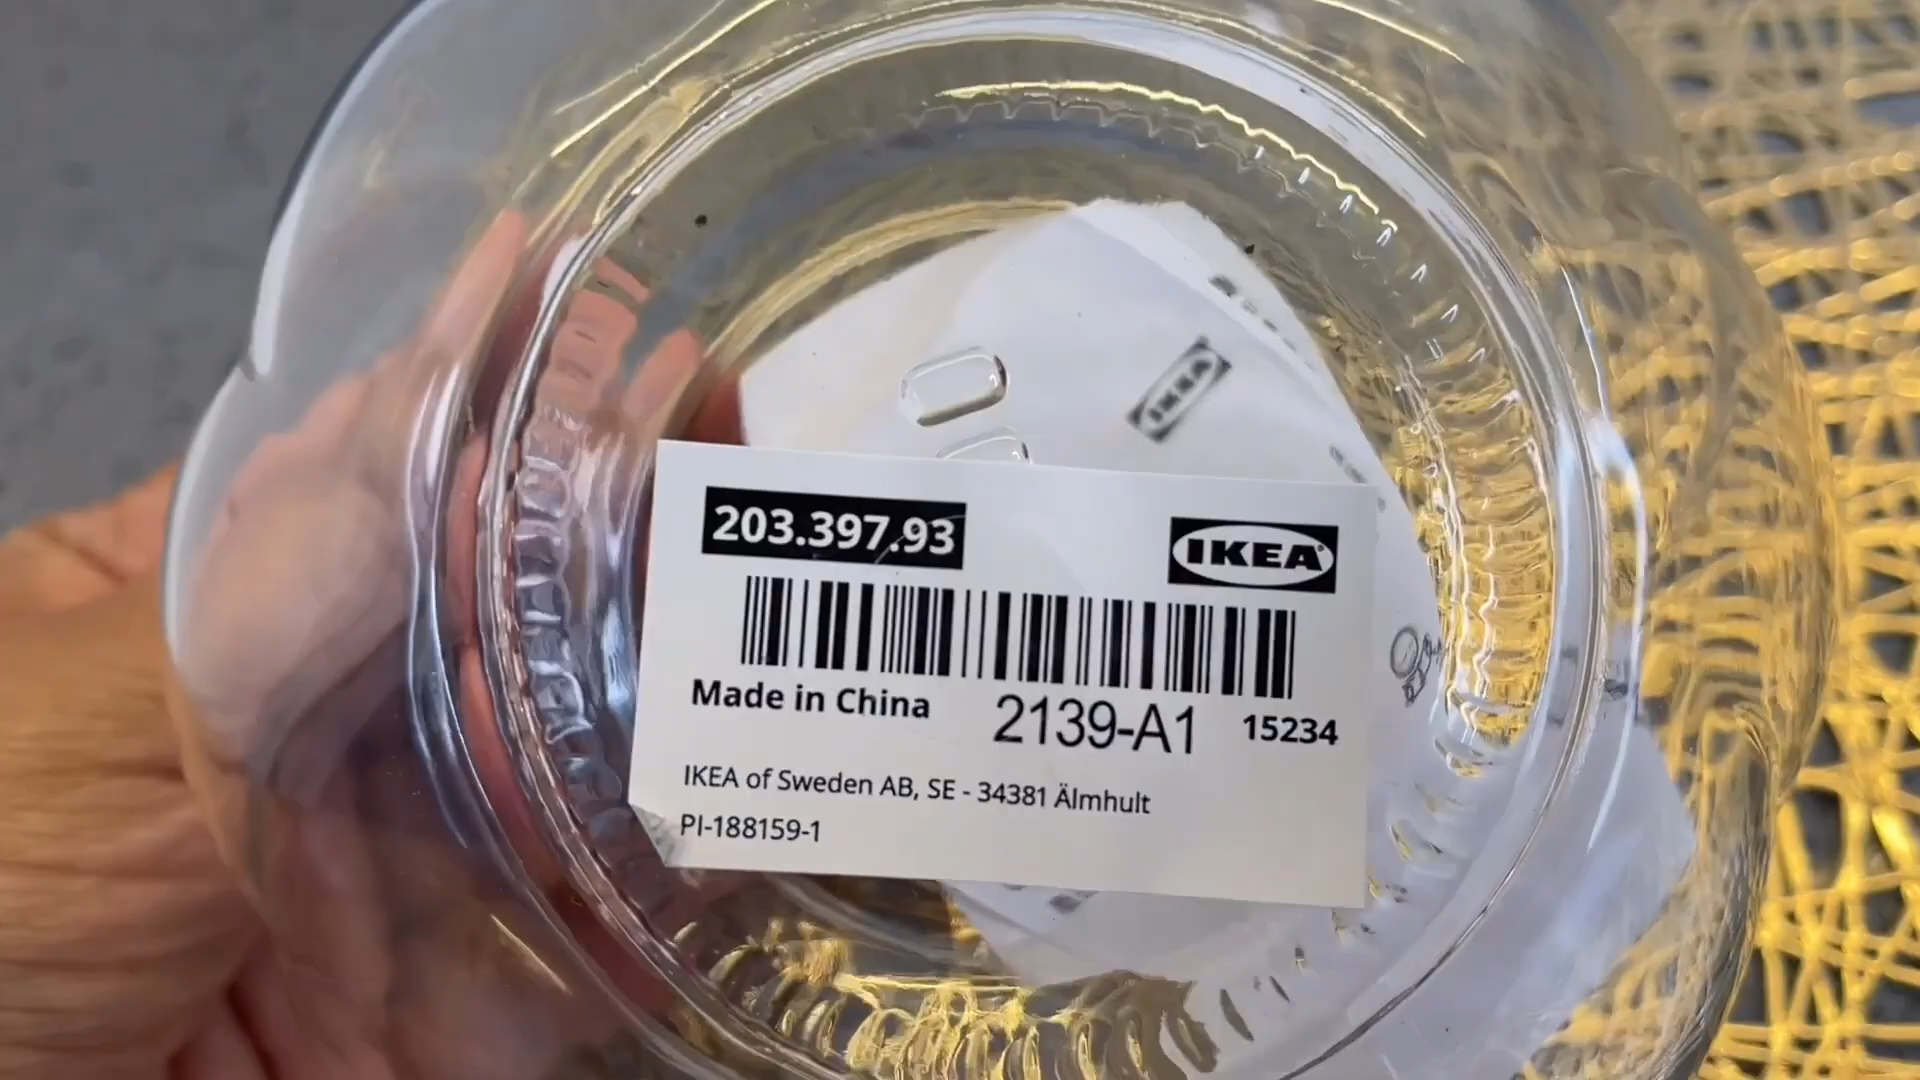 IKEA
203.397.93
IKEA
Made in China 2139-A1 15234
IKEA of Sweden AB, SE - 34381 Älmhult
PI-188159-1